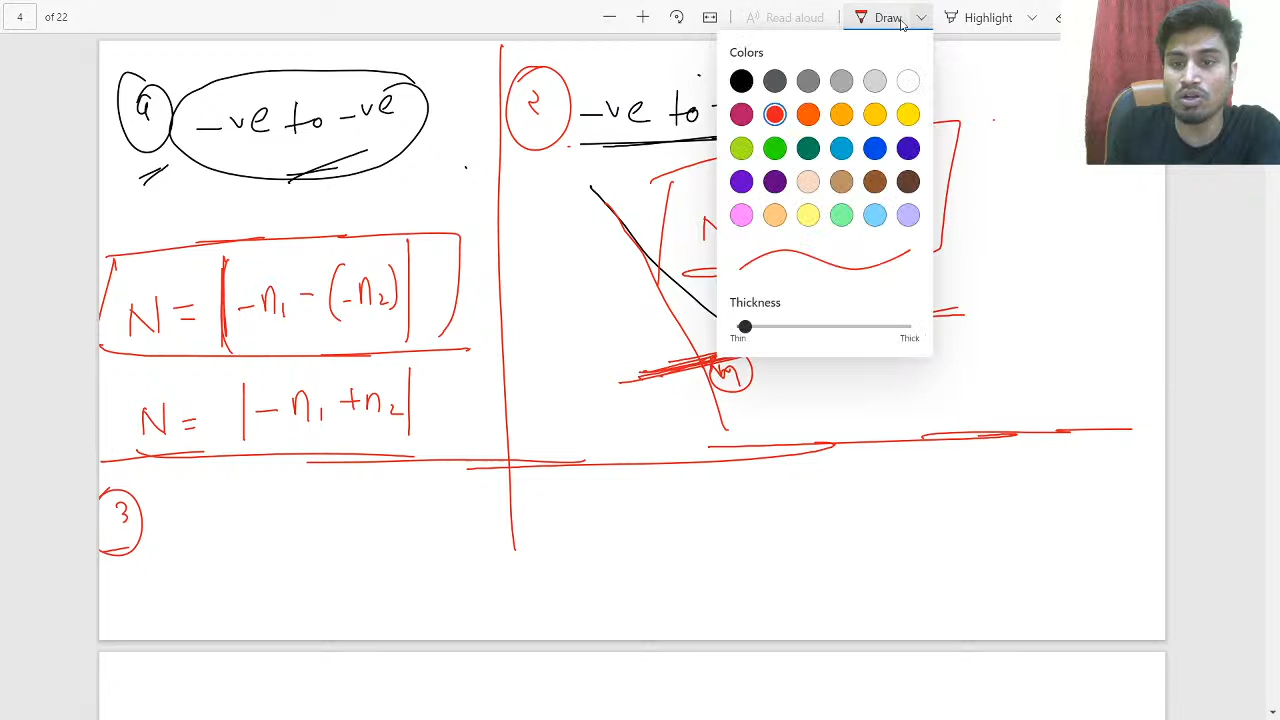 4 of 22 Read aloud Draw Highlight
Colors
Thickness
Thin Thick
-ve to -ve
N = |-n₁ - (-n₂)|
N = |-n₁ + n₂|
3
2
-ve to -
N